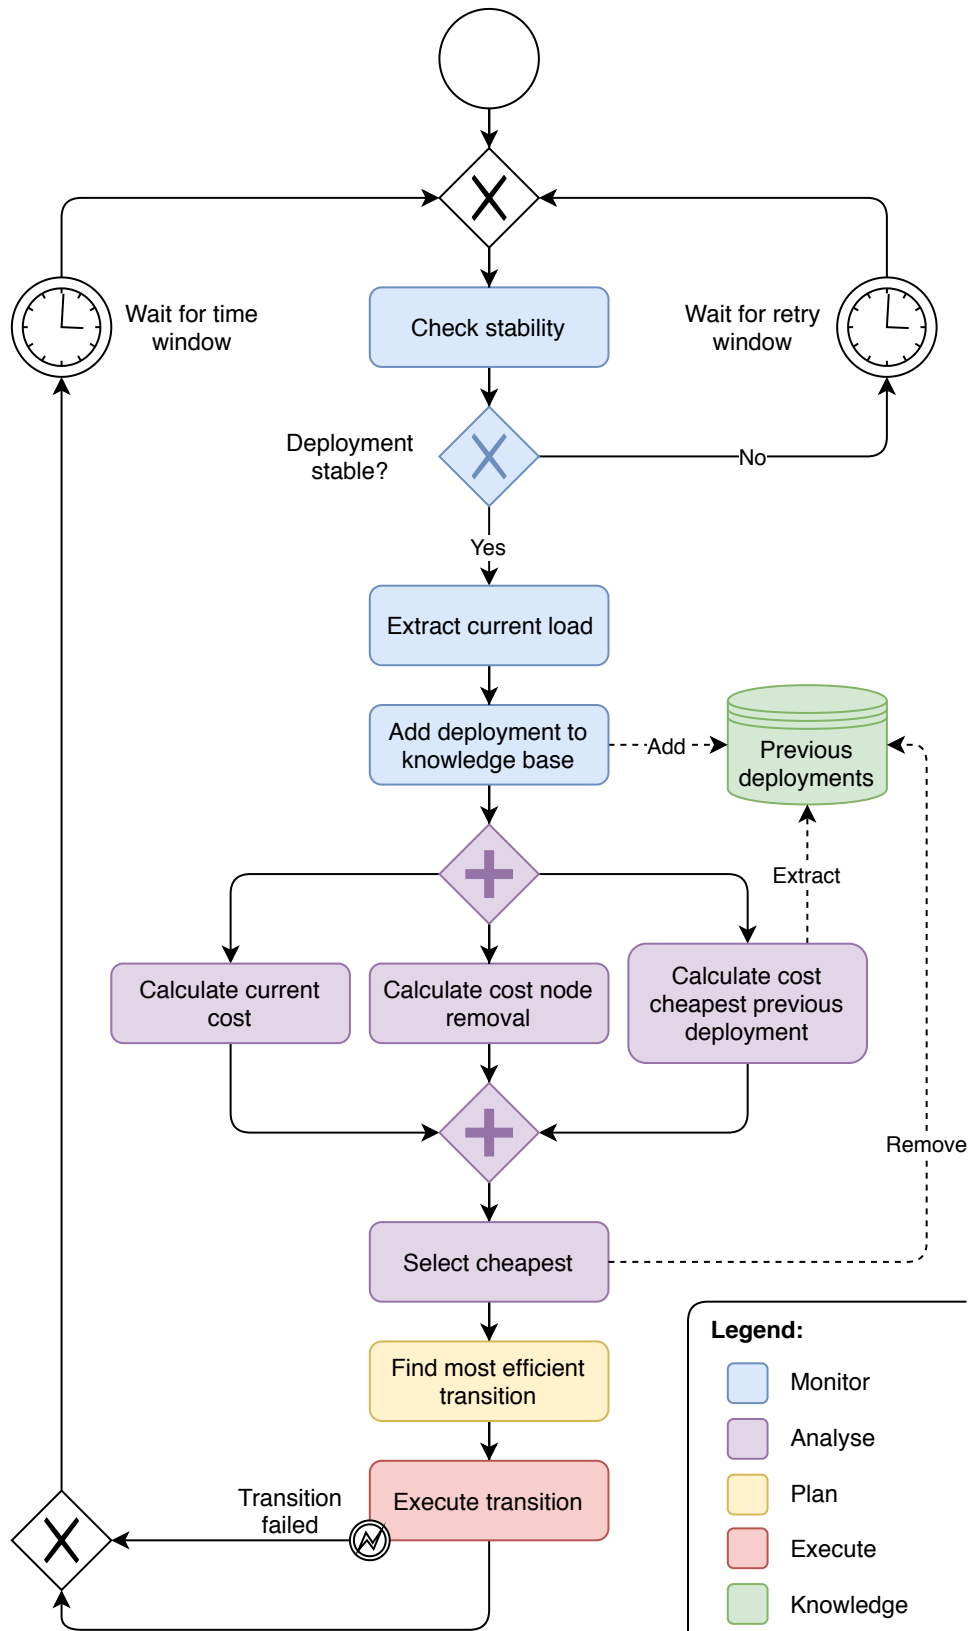 Wait for time
window
Wait for retry
window
Check stability
Deployment
stable?
No
Yes
Extract current load
Add deployment to
knowledge base
Add
Previous
deployments
Extract
Calculate current
cost
Calculate cost node
removal
Calculate cost
cheapest previous
deployment
Remove
Select cheapest
Legend:
Find most efficient
transition
Monitor
Analyse
Plan
Transition
failed
Execute transition
Execute
Knowledge